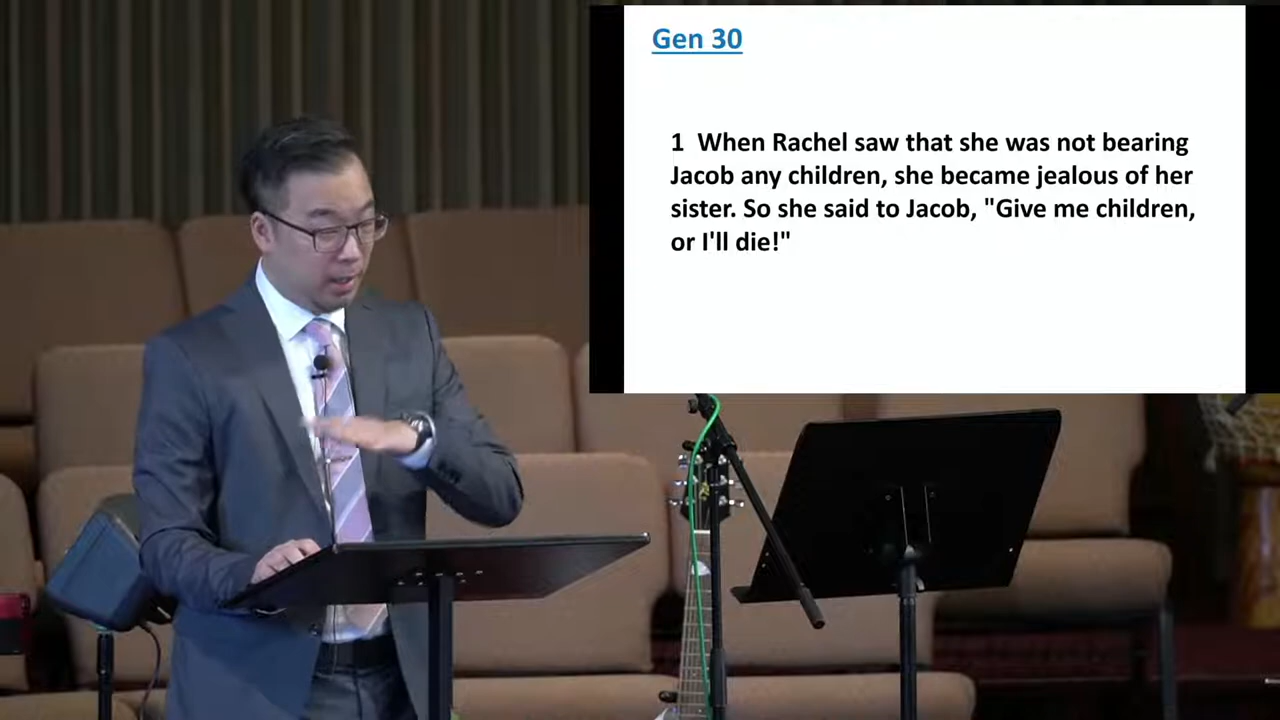 Gen 30
1 When Rachel saw that she was not bearing
Jacob any children, she became jealous of her
sister. So she said to Jacob, "Give me children,
or I'll die!"